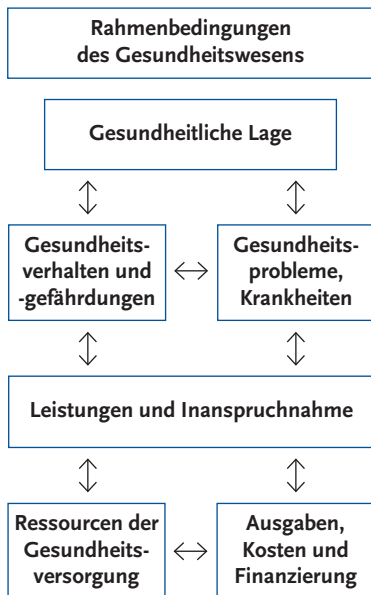 Rahmenbedingungen
des Gesundheitswesens
Gesundheitliche Lage
Gesundheits-
verhalten und
-gefährdungen
Gesundheits-
probleme,
Krankheiten
Leistungen und Inanspruchnahme
Ressourcen der
Gesundheits-
versorgung
Ausgaben,
Kosten und
Finanzierung